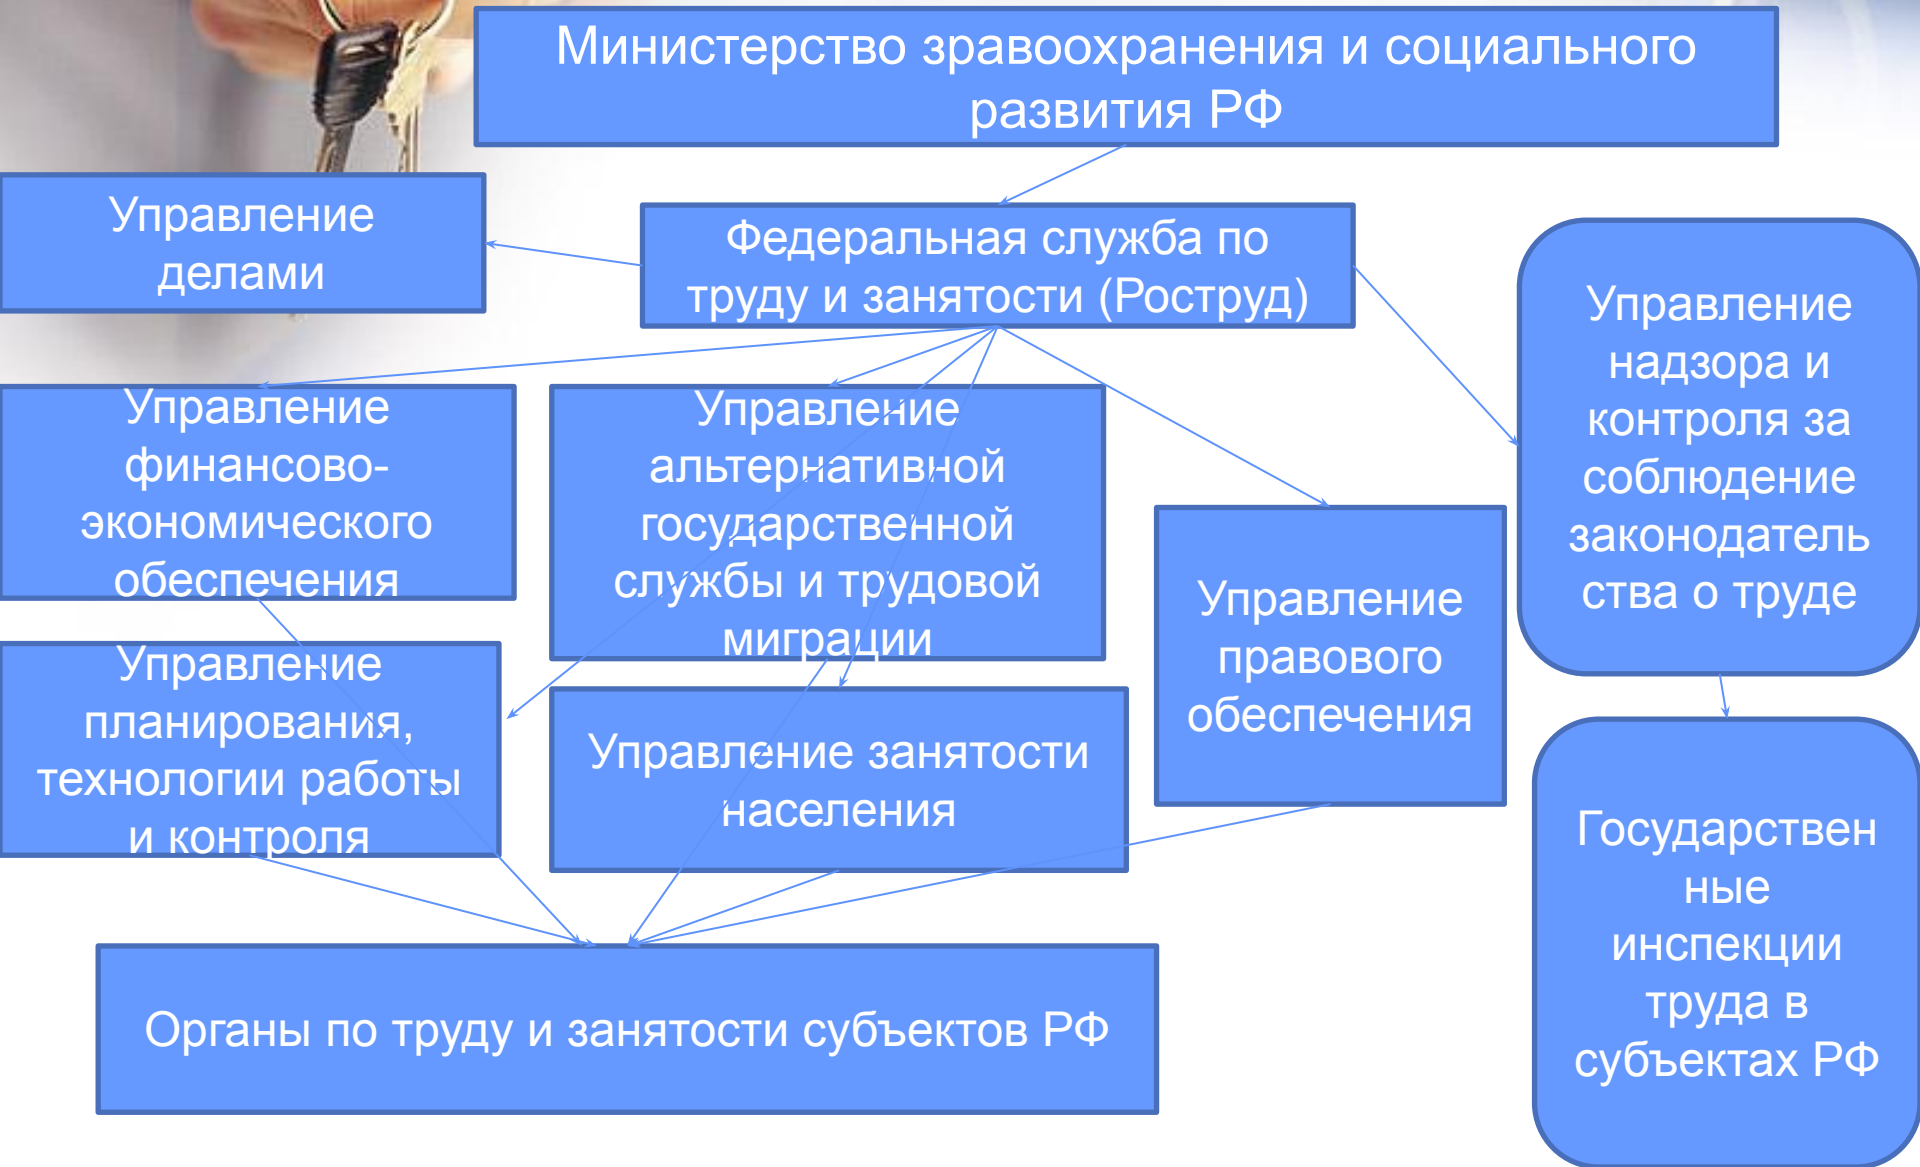 Министерство зравоохранения и социального
развития РФ
Управление
делами
Федеральная служба по
труду и занятости (Роструд)
Управление
надзора и
контроля за
соблюдение
законодатель
ства о труде
Управление
финансово-
экономического
обеспечения
Управление
альтернативной
государственной
службы и трудовой
миграции
Управление
правового
обеспечения
Управление
планирования,
технологии работы
и контроля
Управление занятости
населения
Государствен
ные
инспекции
труда в
субъектах РФ
Органы по труду и занятости субъектов РФ